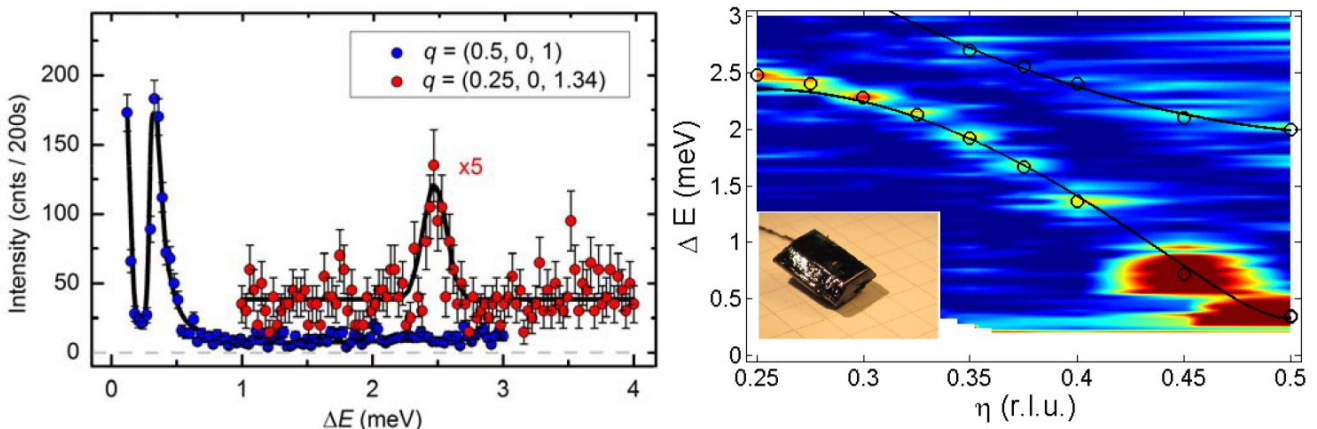 q = (0.5, 0, 1)
q = (0.25, 0, 1.34)
x5
Intensity (cnts / 200s)
200
150
100
50
0
0 1 2 3 4
ΔE (meV)
Δ E (meV)
3
2.5
2
1.5
1
0.5
0
0.25 0.3 0.35 0.4 0.45 0.5
η (r.l.u.)